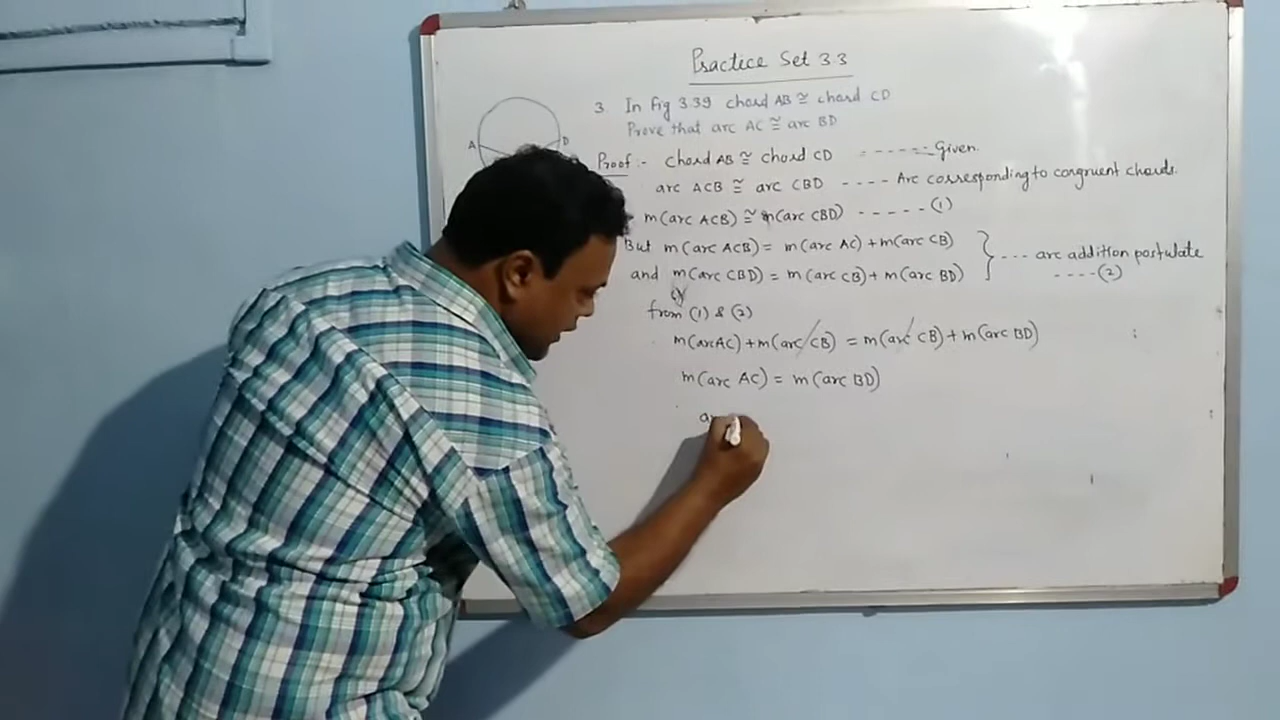 Practice Set 3.3
3. In fig 3.39 chord AB ≅ chord CD
Prove that arc AC ≅ arc BD
A D
Proof :- chord AB ≅ chord CD ------ Given.
arc ACB ≅ arc CBD ---- Arc corresponding to congruent chords.
m(arc ACB) ≅ m(arc CBD) ----- (1)
But m(arc ACB) = m(arc AC) + m(arc CB)
and m(arc CBD) = m(arc CB) + m(arc BD) } --- arc addition postulate
----(2)
from (1) & (2)
m(arc AC) + m(arc CB) = m(arc CB) + m(arc BD)
m(arc AC) = m(arc BD)